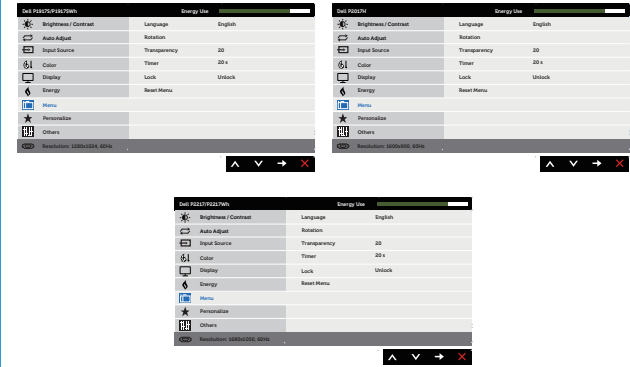 Dell P1917S/P1917SWh Energy Use
Brightness / Contrast Language English
Auto Adjust Rotation
Input Source Transparency 20
Color Timer 20 s
Display Lock Unlock
Energy Reset Menu
Menu
Personalize
Others
Resolution: 1280x1024, 60Hz
Dell P2017H Energy Use
Brightness / Contrast Language English
Auto Adjust Rotation
Input Source Transparency 20
Color Timer 20 s
Display Lock Unlock
Energy Reset Menu
Menu
Personalize
Others
Resolution: 1600x900, 60Hz
Dell P2217/P2217Wh Energy Use
Brightness / Contrast Language English
Auto Adjust Rotation
Input Source Transparency 20
Color Timer 20 s
Display Lock Unlock
Energy Reset Menu
Menu
Personalize
Others
Resolution: 1680x1050, 60Hz